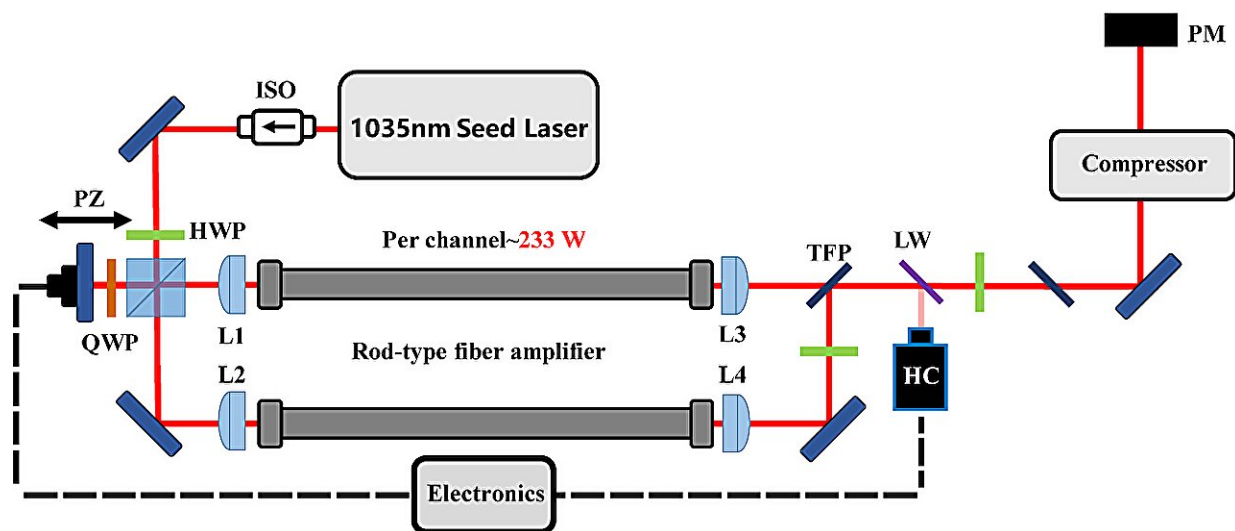 PM
ISO
1035nm Seed Laser
Compressor
PZ
HWP
Per channel~233 W
TFP
LW
QWP
L1
L3
Rod-type fiber amplifier
L2
L4
HC
Electronics